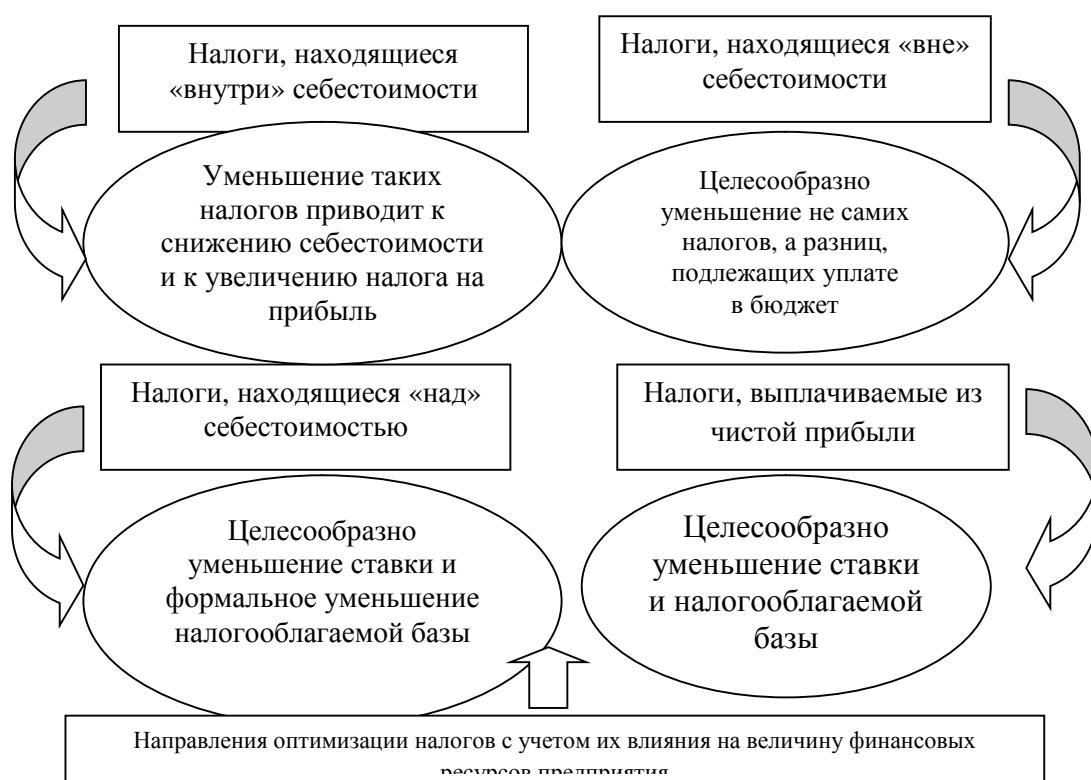 Налоги, находящиеся
«внутри» себестоимости
Налоги, находящиеся «вне»
себестоимости
Уменьшение таких
налогов приводит к
снижению себестоимости
и к увеличению налога на
прибыль
Целесообразно
уменьшение не самих
налогов, а разниц,
подлежащих уплате
в бюджет
Налоги, находящиеся «над»
себестоимостью
Налоги, выплачиваемые из
чистой прибыли
Целесообразно
уменьшение ставки и
формальное уменьшение
налогооблагаемой базы
Целесообразно
уменьшение ставки
и налогооблагаемой
базы
Направления оптимизации налогов с учетом их влияния на величину финансовых
ресурсов предприятия